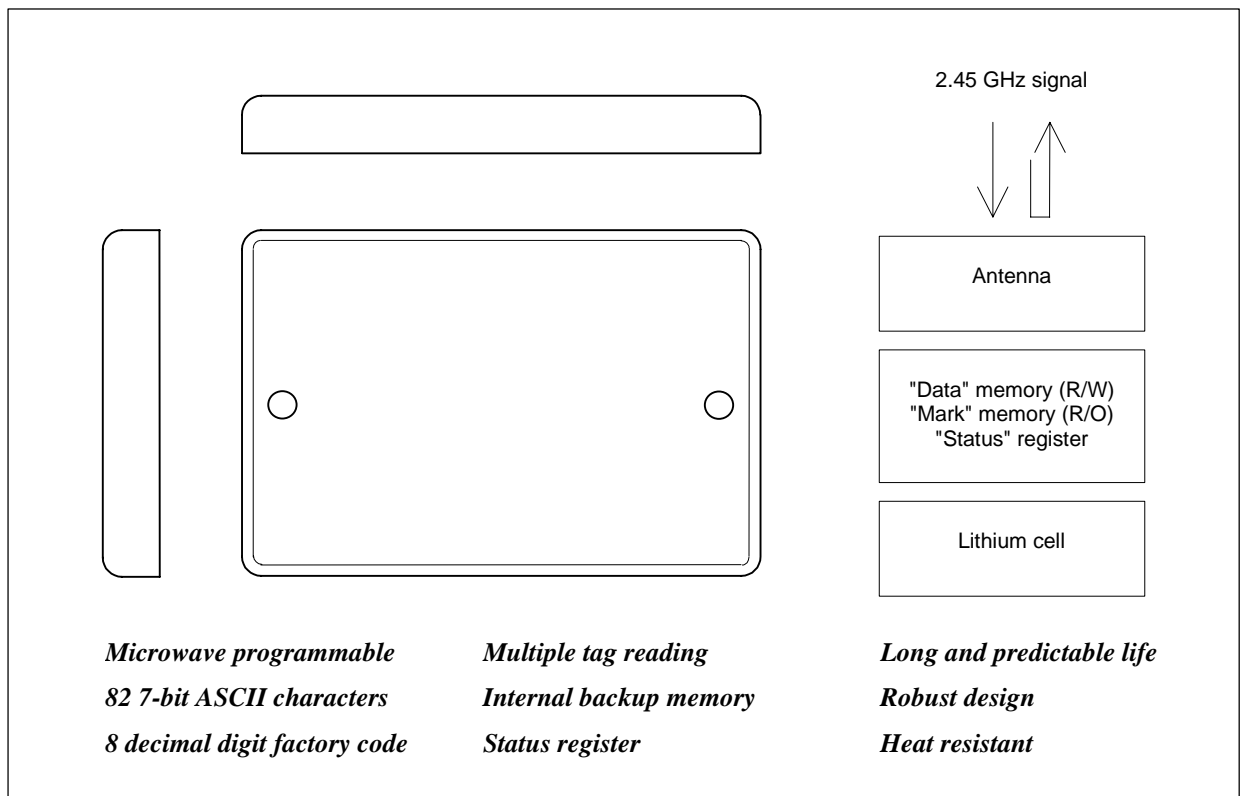 2.45 GHz signal
Antenna
"Data" memory (R/W)
"Mark" memory (R/O)
"Status" register
Lithium cell
Microwave programmable
82 7-bit ASCII characters
8 decimal digit factory code
Multiple tag reading
Internal backup memory
Status register
Long and predictable life
Robust design
Heat resistant